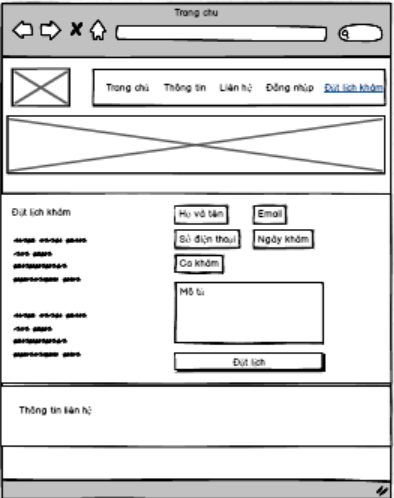 Trang chu
Trang chủ Thông tin Liên hệ Đăng nhập Đặt lịch khám
Đặt lịch khám
Họ và tên Email
Số điện thoại Ngày khám
Ca khám
Mô tả
Đặt lịch
Thông tin liên hệ